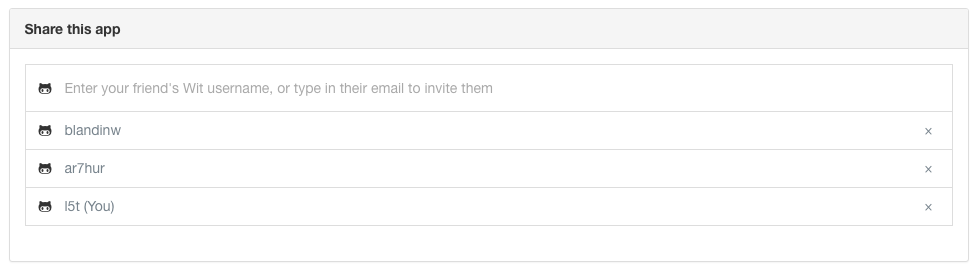 Share this app
Enter your friend's Wit username, or type in their email to invite them
blandinw ×
ar7hur ×
l5t (You) ×